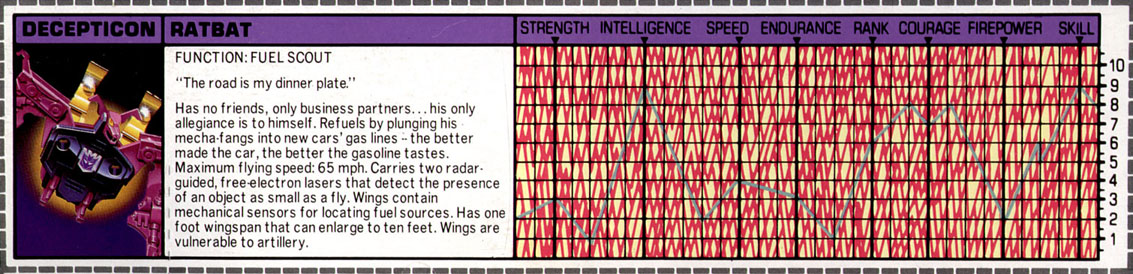 DECEPTICON RATBAT STRENGTH INTELLIGENCE SPEED ENDURANCE RANK COURAGE FIREPOWER SKILL
FUNCTION: FUEL SCOUT
"The road is my dinner plate."
Has no friends, only business partners... his only
allegiance is to himself. Refuels by plunging his
mecha-fangs into new cars' gas lines -- the better
made the car, the better the gasoline tastes.
Maximum flying speed: 65 mph. Carries two radar-
guided, free-electron lasers that detect the presence
of an object as small as a fly. Wings contain
mechanical sensors for locating fuel sources. Has one
foot wingspan that can enlarge to ten feet. Wings are
vulnerable to artillery.
10
9
8
7
6
5
4
3
2
1